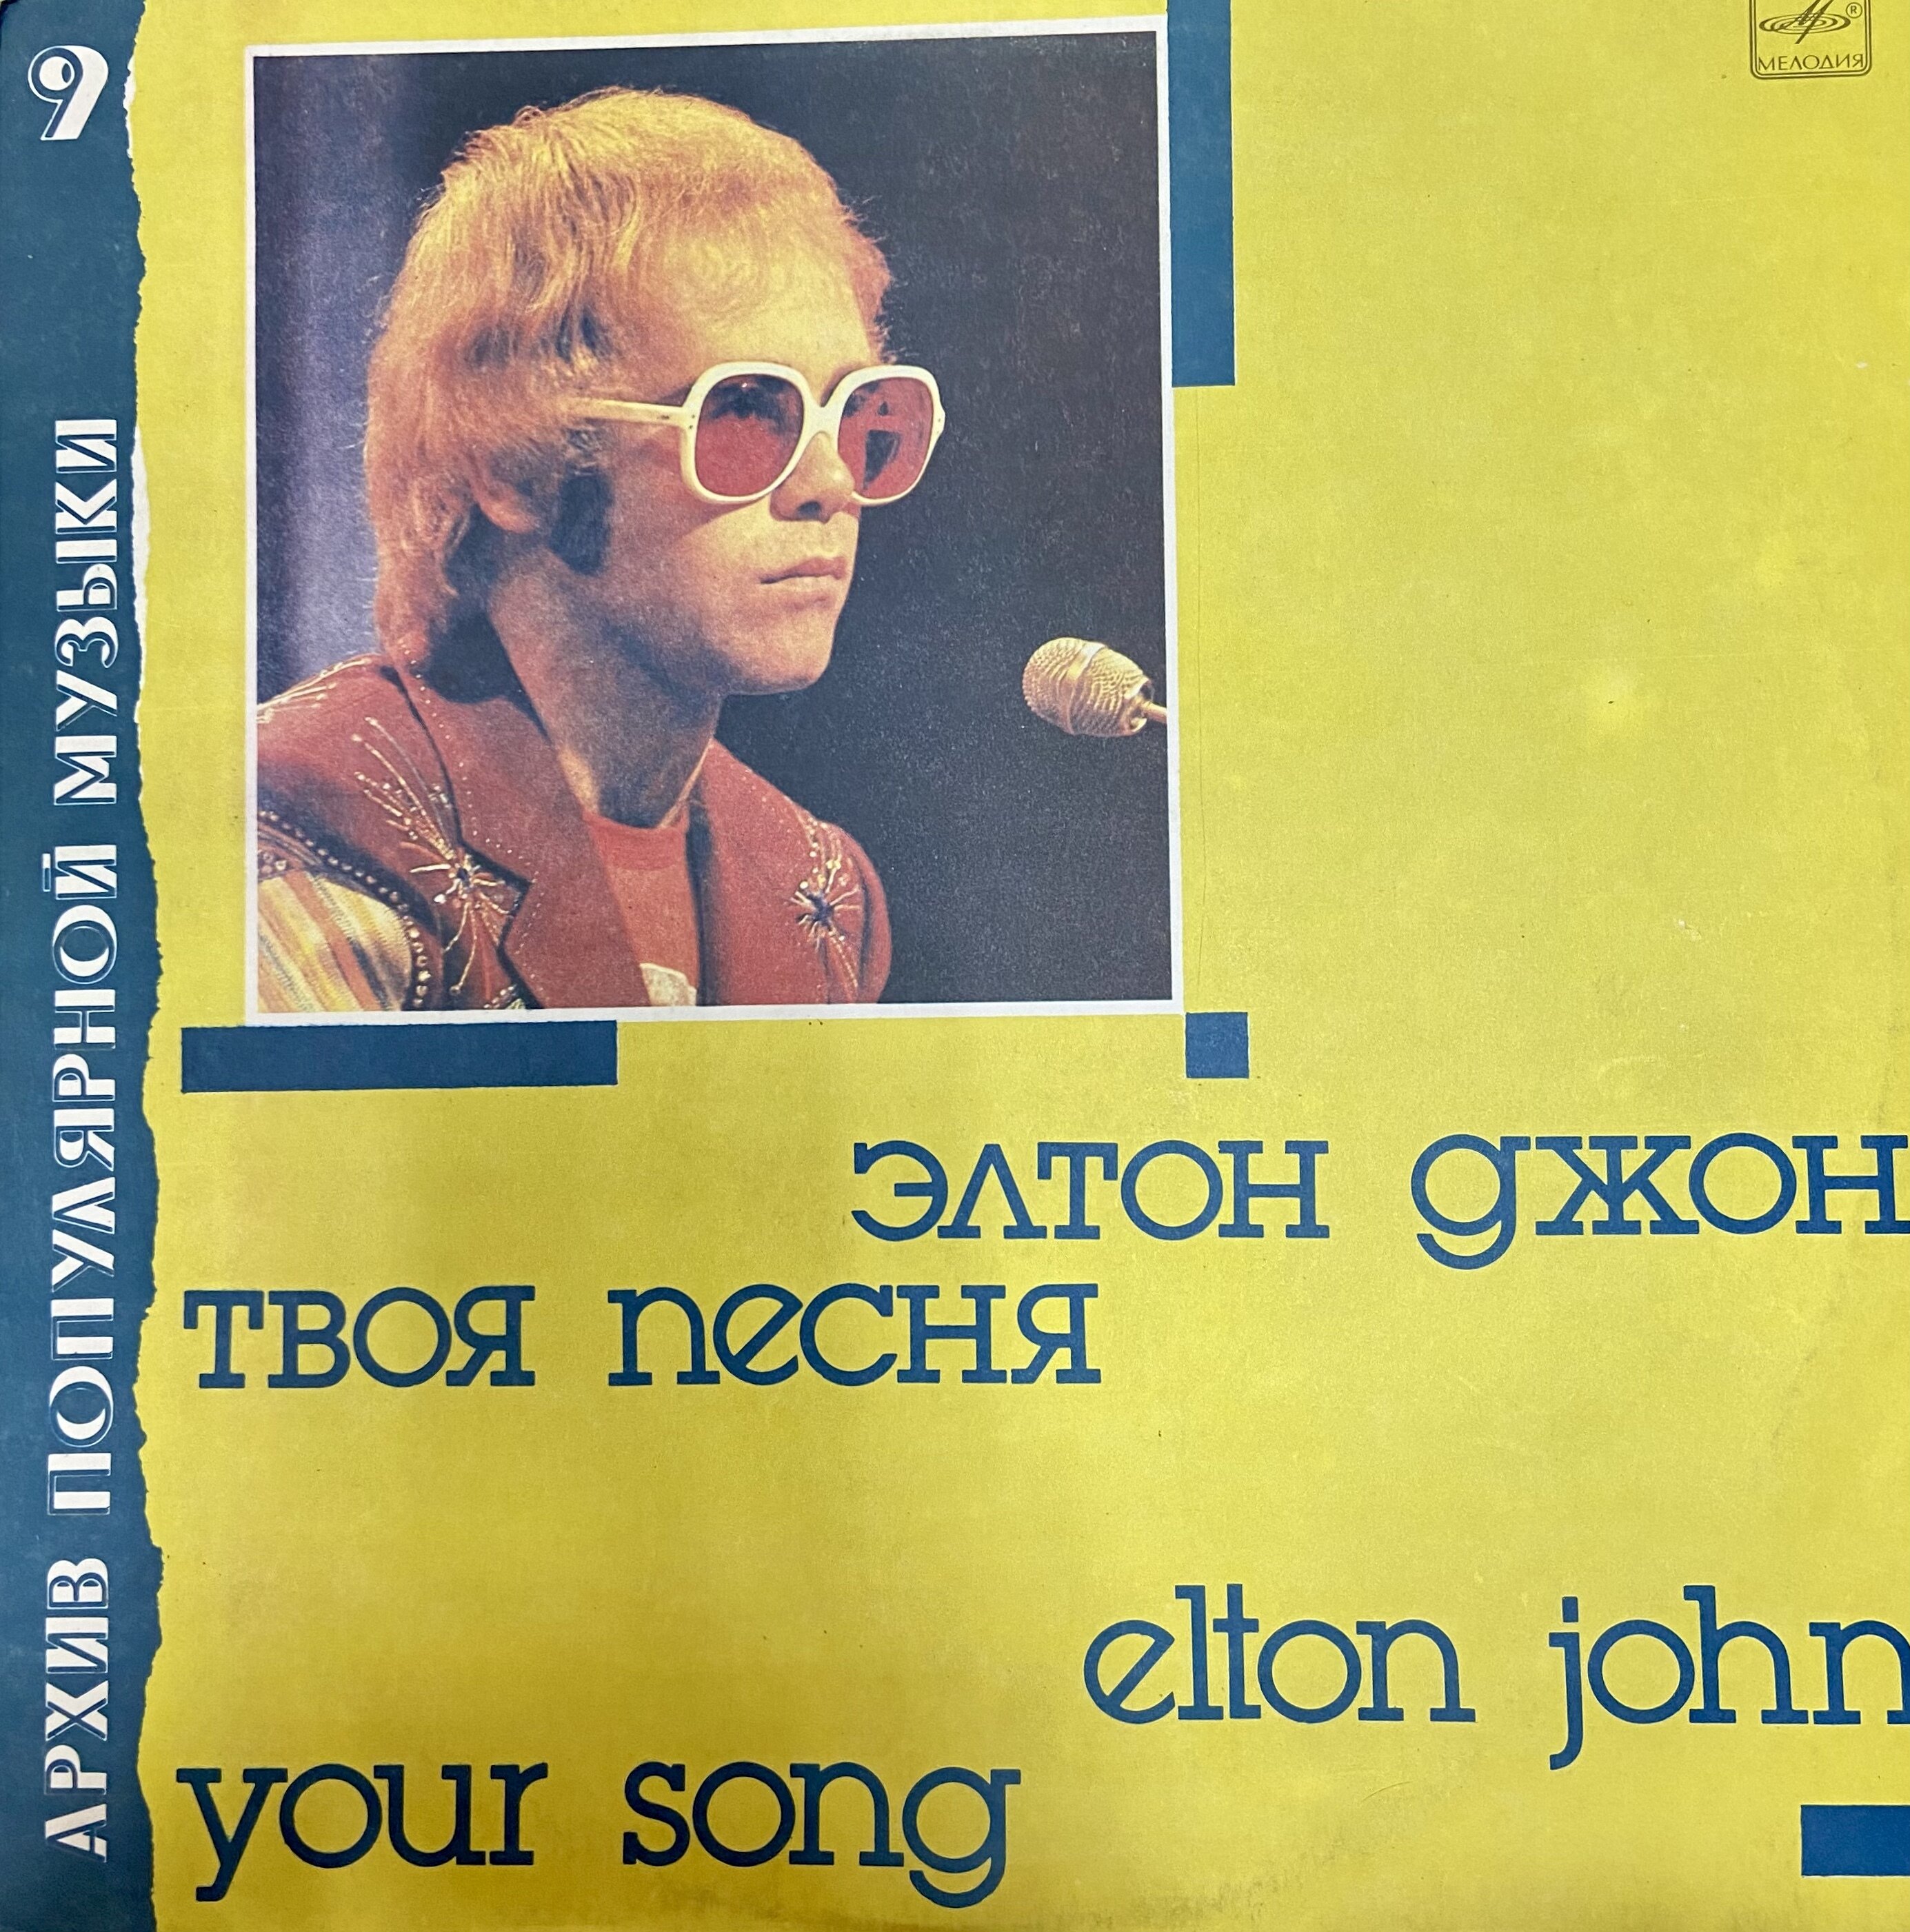 9
АРХИВ ПОПУЛЯРНОЙ МУЗЫКИ
МЕЛОДИЯ ®
элтон джон
твоя песня
elton john
your song